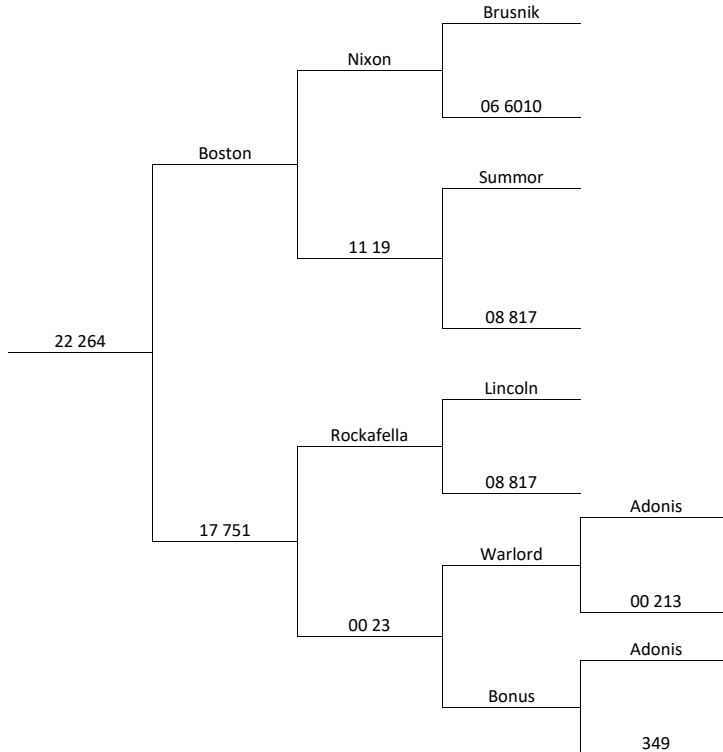 Brusnik
Nixon
06 6010
Boston
Summor
11 19
08 817
22 264
Lincoln
Rockafella
08 817
Adonis
17 751
Warlord
00 213
00 23
Adonis
Bonus
349